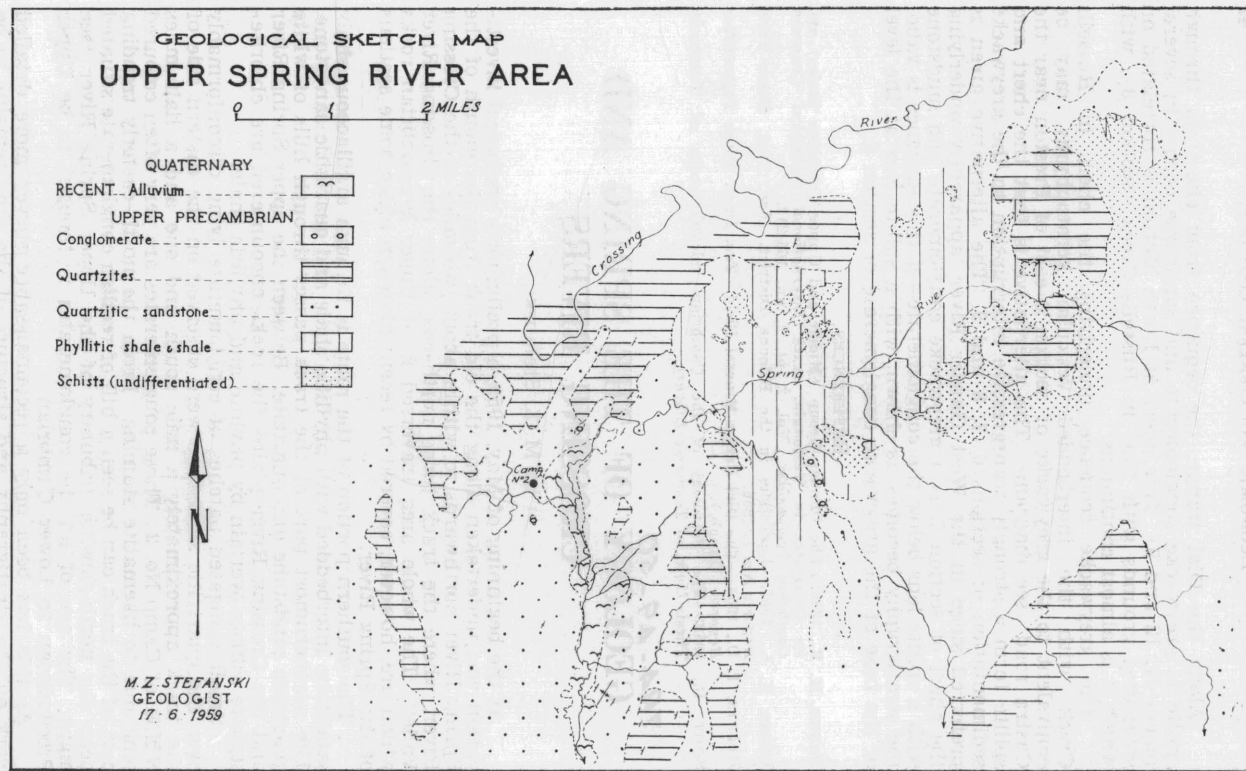 GEOLOGICAL SKETCH MAP
UPPER SPRING RIVER AREA
0 1 2 MILES
QUATERNARY
RECENT Alluvium
UPPER PRECAMBRIAN
Conglomerate
Quartzites
Quartzitic sandstone
Phyllitic shale & shale
Schists (undifferentiated)
N
M. Z. STEFANSKI
GEOLOGIST
17 · 6 · 1959
River
Crossing
River
Spring
Camp
Nº2